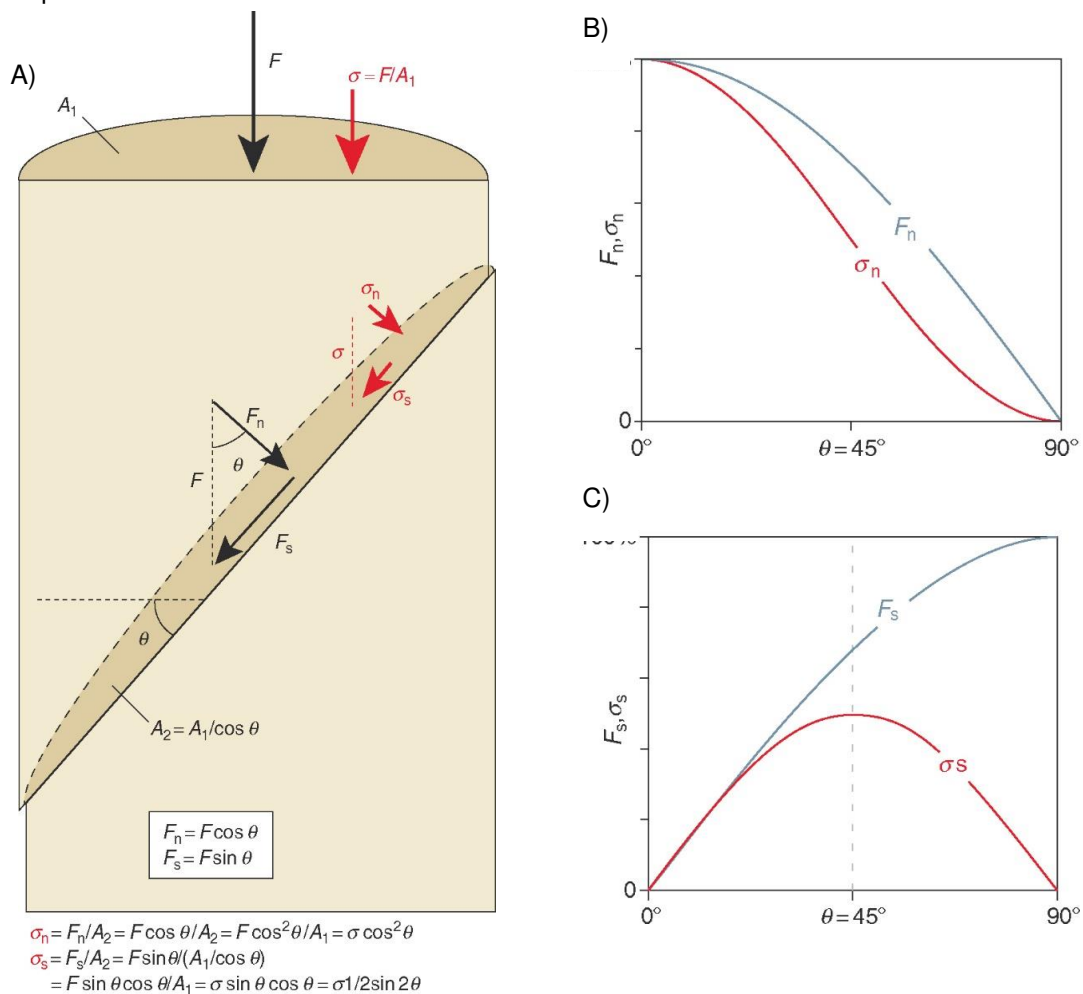 A)
F
σ = F/A₁
A₁
σₙ
σ
σₛ
Fₙ
θ
F
Fₛ
θ
A₂ = A₁/cos θ
Fₙ = F cos θ
Fₛ = F sin θ
σₙ = Fₙ/A₂ = F cos θ/A₂ = F cos²θ/A₁ = σ cos²θ
σₛ = Fₛ/A₂ = F sinθ/(A₁/cos θ)
= F sin θ cos θ/A₁ = σ sin θ cos θ = σ1/2 sin 2θ
B)
Fₙ, σₙ
Fₙ
σₙ
0
0° θ = 45° 90°
C)
Fₛ, σₛ
Fₛ
σs
0
0° θ = 45° 90°